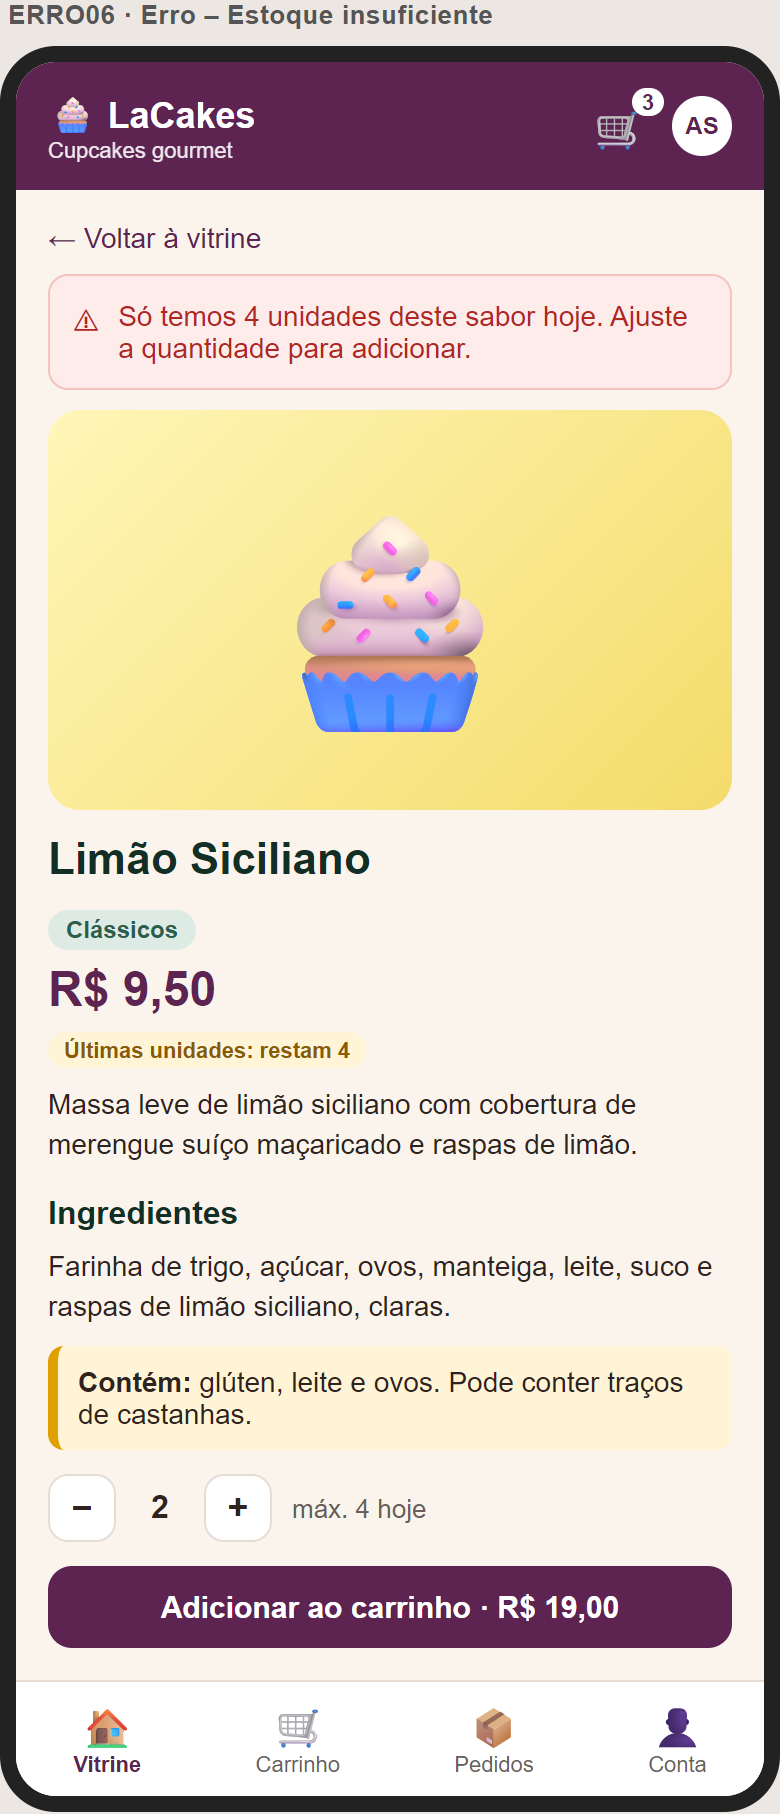 ERRO06 · Erro – Estoque insuficiente
LaCakes
Cupcakes gourmet
3
AS
← Voltar à vitrine
⚠ Só temos 4 unidades deste sabor hoje. Ajuste
a quantidade para adicionar.
Limão Siciliano
Clássicos
R$ 9,50
Últimas unidades: restam 4
Massa leve de limão siciliano com cobertura de
merengue suíço maçaricado e raspas de limão.
Ingredientes
Farinha de trigo, açúcar, ovos, manteiga, leite, suco e
raspas de limão siciliano, claras.
Contém: glúten, leite e ovos. Pode conter traços
de castanhas.
− 2 + máx. 4 hoje
Adicionar ao carrinho · R$ 19,00
Vitrine Carrinho Pedidos Conta